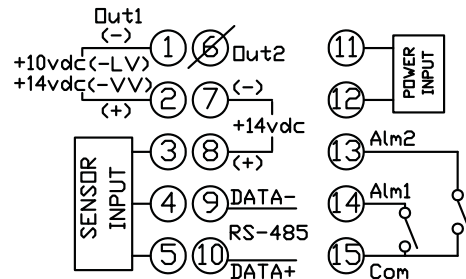 Out1
(-)
1
6
Out2
11
+10vdc(-LV)
+14vdc(-VV)
POWER
INPUT
2
7
(-)
12
(+)
+14vdc
3
8
(+)
13
Alm2
SENSOR
INPUT
4
9
DATA-
14
Alm1
RS-485
5
10
DATA+
15
Com